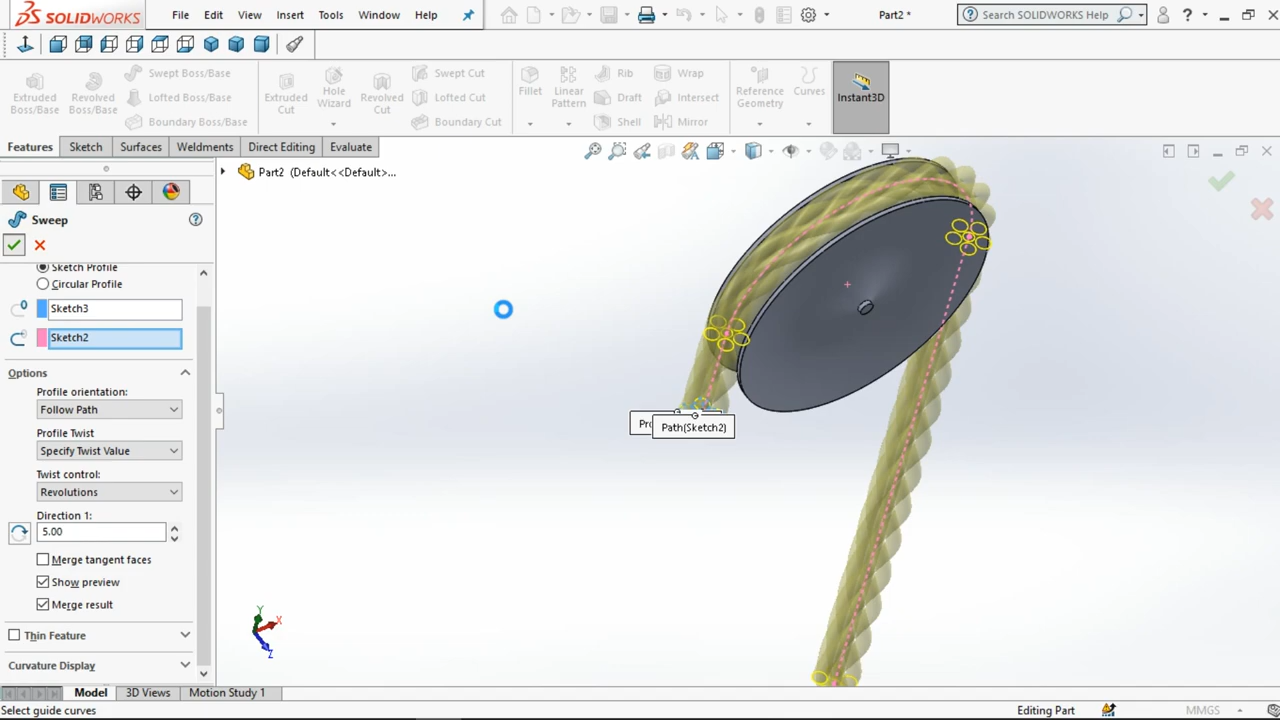 SOLIDWORKS File Edit View Insert Tools Window Help Part2 * Search SOLIDWORKS Help ?
Extruded Boss/Base
Revolved Boss/Base
Swept Boss/Base
Lofted Boss/Base
Boundary Boss/Base
Extruded Cut
Hole Wizard
Revolved Cut
Swept Cut
Lofted Cut
Boundary Cut
Fillet
Linear Pattern
Rib
Draft
Shell
Wrap
Intersect
Mirror
Reference Geometry
Curves
Instant3D
Features Sketch Surfaces Weldments Direct Editing Evaluate
Part2 (Default<<Default>...
Sweep
Sketch Profile
Circular Profile
Sketch3
Sketch2
Options
Profile orientation:
Follow Path
Profile Twist
Specify Twist Value
Twist control:
Revolutions
Direction 1:
5.00
Merge tangent faces
Show preview
Merge result
Thin Feature
Curvature Display
Path(Sketch2)
Y
X
Z
Model 3D Views Motion Study 1
Select guide curves Editing Part MMGS